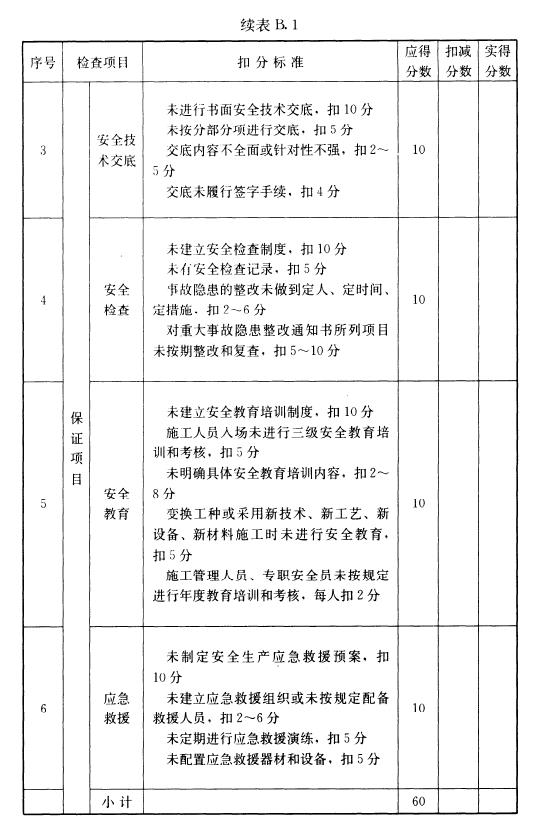 续表 B.1
序号 检查项目 扣分标准 应得分数 扣减分数 实得分数
保证项目
3 安全技术交底
未进行书面安全技术交底，扣 10 分
未按分部分项进行交底，扣 5 分
交底内容不全面或针对性不强，扣 2～
5 分
交底未履行签字手续，扣 4 分
10
4 安全检查
未建立安全检查制度，扣 10 分
未有安全检查记录，扣 5 分
事故隐患的整改未做到定人、定时间、
定措施，扣 2～6 分
对重大事故隐患整改通知书所列项目
未按期整改和复查，扣 5～10 分
10
5 安全教育
未建立安全教育培训制度，扣 10 分
施工人员入场未进行三级安全教育培
训和考核，扣 5 分
未明确具体安全教育培训内容，扣 2～
8 分
变换工种或采用新技术、新工艺、新
设备、新材料施工时未进行安全教育，
扣 5 分
施工管理人员、专职安全员未按规定
进行年度教育培训和考核，每人扣 2 分
10
6 应急救援
未制定安全生产应急救援预案，扣
10 分
未建立应急救援组织或未按规定配备
救援人员，扣 2～6 分
未定期进行应急救援演练，扣 5 分
未配置应急救援器材和设备，扣 5 分
10
小计 60